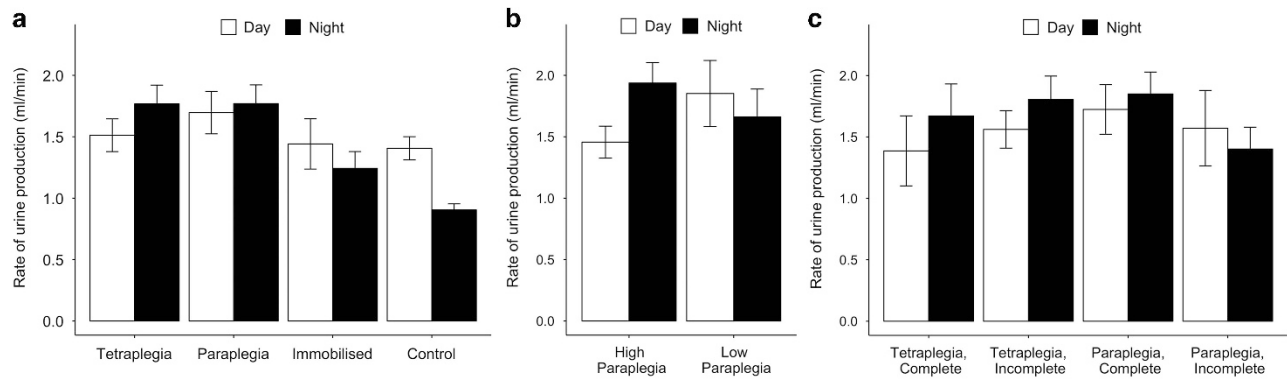 a
Day Night
Rate of urine production (ml/min)
2.0
1.5
1.0
0.5
0.0
Tetraplegia Paraplegia Immobilised Control
b
Day Night
Rate of urine production (ml/min)
2.0
1.5
1.0
0.5
0.0
High Low
Paraplegia Paraplegia
c
Day Night
Rate of urine production (ml/min)
2.0
1.5
1.0
0.5
0.0
Tetraplegia, Tetraplegia, Paraplegia, Paraplegia,
Complete Incomplete Complete Incomplete